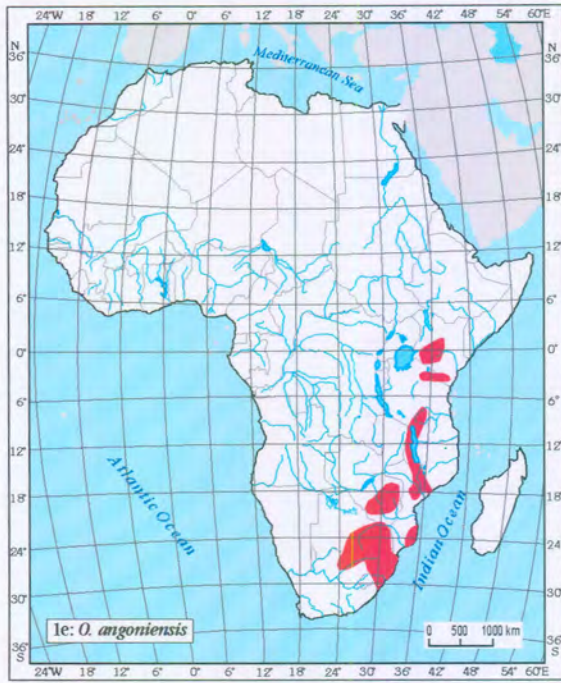 24°W 18° 12° 6° 0° 6° 12° 18° 24° 30° 36° 42° 48° 54° 60°E
N
36°
N
36°
Mediterranean Sea
30° 30°
24° 24°
18° 18°
12° 12°
6° 6°
0° 0°
6° 6°
12° 12°
18° 18°
24° 24°
30° 30°
36°
S
36°
S
Atlantic Ocean
Indian Ocean
1e: O. angoniensis
0 500 1000 km
24°W 18° 12° 6° 0° 6° 12° 18° 24° 30° 36° 42° 48° 54° 60°E